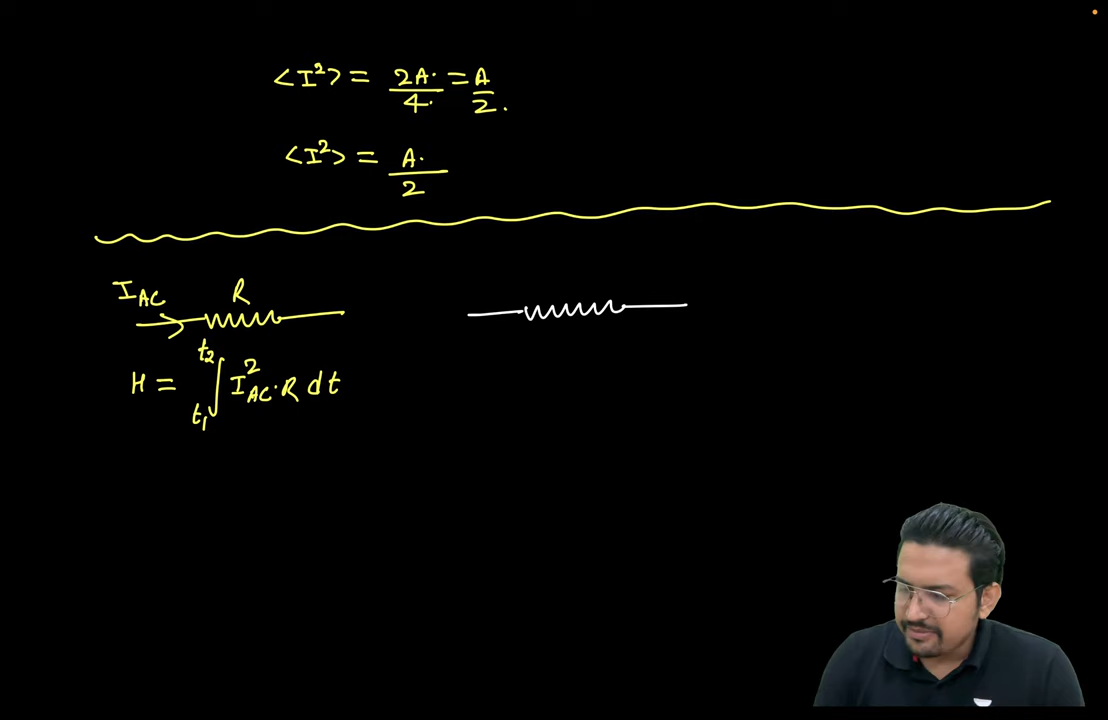 <I²> = 2A. / 4. = A / 2.
<I²> = A. / 2
I_AC R
H = ∫_{t₁}^{t₂} I²_AC · R dt